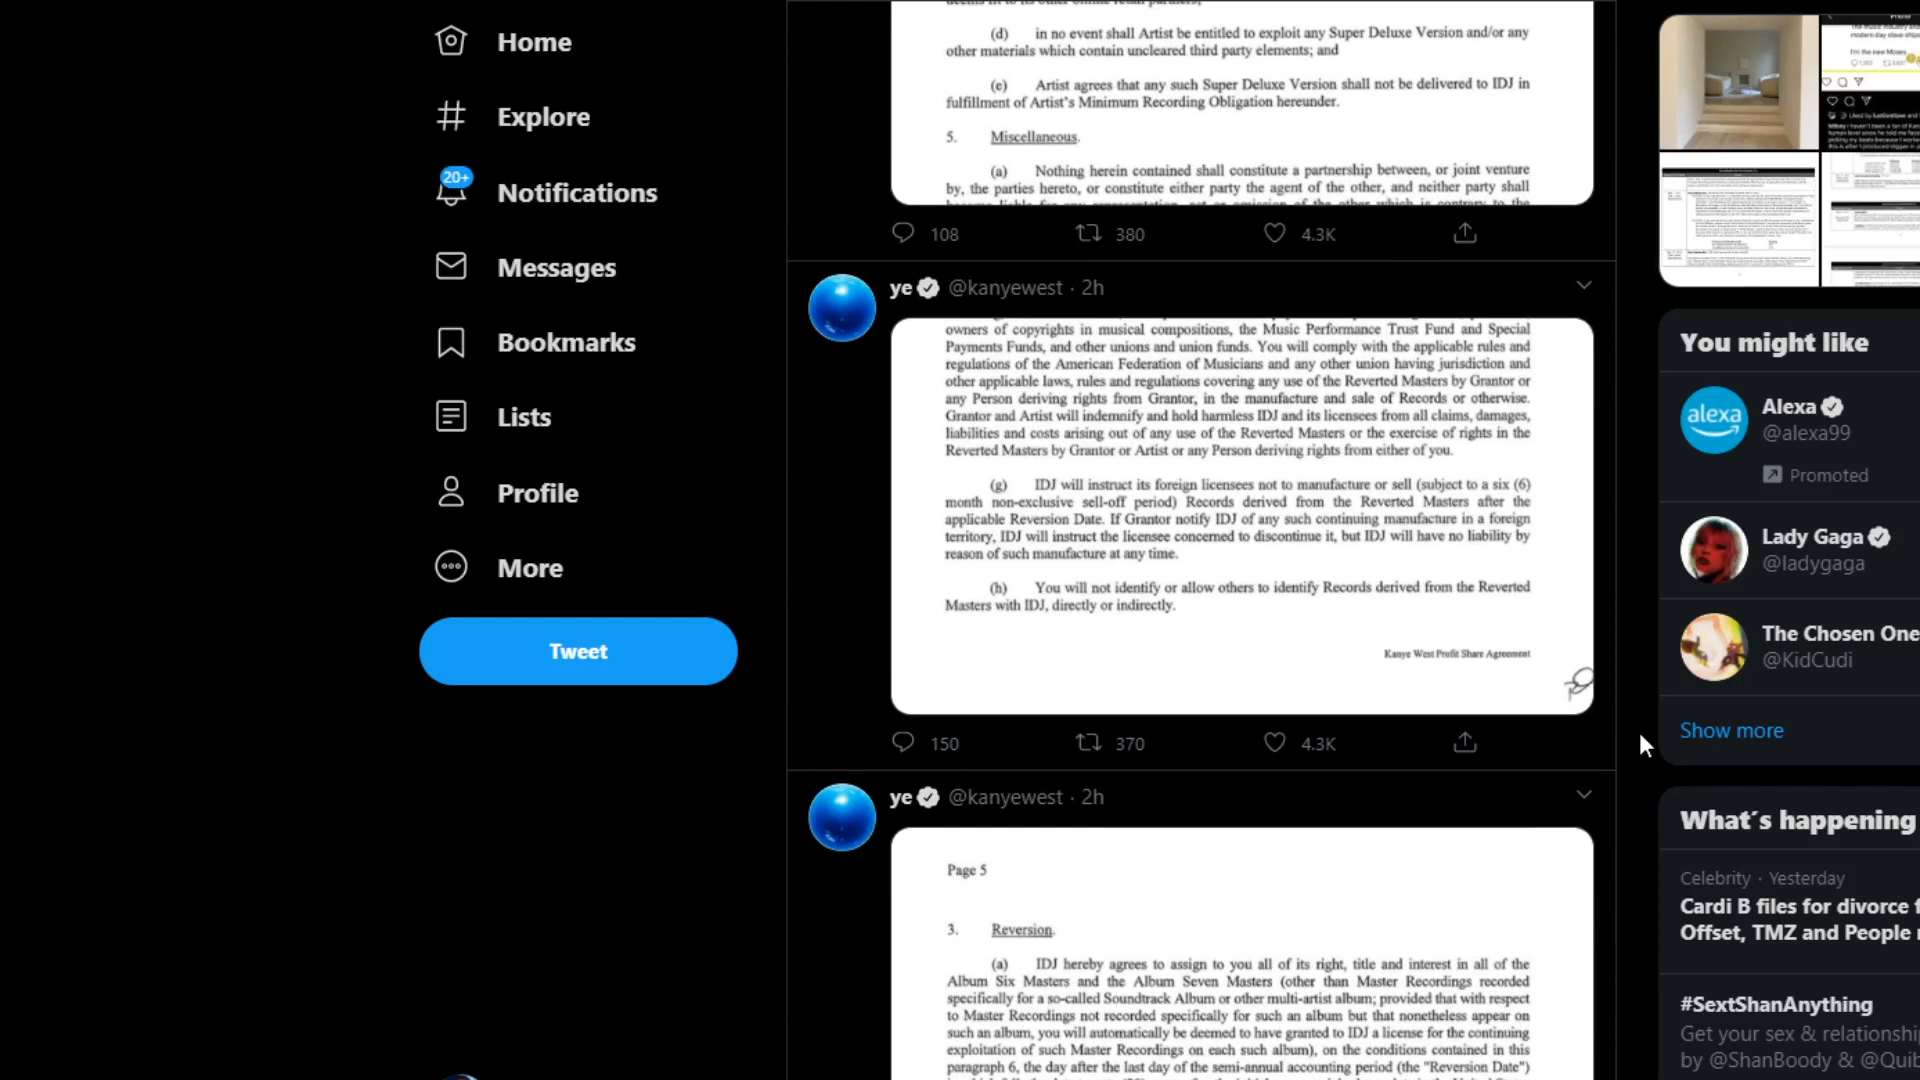 Home
Explore
20+
Notifications
Messages
Bookmarks
Lists
Profile
More
Tweet
(d) in no event shall Artist be entitled to exploit any Super Deluxe Version and/or any
other materials which contain uncleared third party elements; and
(e) Artist agrees that any such Super Deluxe Version shall not be delivered to IDJ in
fulfillment of Artist's Minimum Recording Obligation hereunder.
5. Miscellaneous.
(a) Nothing herein contained shall constitute a partnership between, or joint venture
by, the parties hereto, or constitute either party the agent of the other, and neither party shall
108 380 4.3K
ye @kanyewest · 2h
owners of copyrights in musical compositions, the Music Performance Trust Fund and Special
Payments Funds, and other unions and union funds. You will comply with the applicable rules and
regulations of the American Federation of Musicians and any other union having jurisdiction and
other applicable laws, rules and regulations covering any use of the Reverted Masters by Grantor or
any Person deriving rights from Grantor, in the manufacture and sale of Records or otherwise.
Grantor and Artist will indemnify and hold harmless IDJ and its licensees from all claims, damages,
liabilities and costs arising out of any use of the Reverted Masters or the exercise of rights in the
Reverted Masters by Grantor or Artist or any Person deriving rights from either of you.
(g) IDJ will instruct its foreign licensees not to manufacture or sell (subject to a six (6)
month non-exclusive sell-off period) Records derived from the Reverted Masters after the
applicable Reversion Date. If Grantor notify IDJ of any such continuing manufacture in a foreign
territory, IDJ will instruct the licensee concerned to discontinue it, but IDJ will have no liability by
reason of such manufacture at any time.
(h) You will not identify or allow others to identify Records derived from the Reverted
Masters with IDJ, directly or indirectly.
Kanye West Profit Share Agreement
150 370 4.3K
ye @kanyewest · 2h
Page 5
3. Reversion.
(a) IDJ hereby agrees to assign to you all of its right, title and interest in all of the
Album Six Masters and the Album Seven Masters (other than Master Recordings recorded
specifically for a so-called Soundtrack Album or other multi-artist album; provided that with respect
to Master Recordings not recorded specifically for such an album but that nonetheless appear on
such an album, you will automatically be deemed to have granted to IDJ a license for the continuing
exploitation of such Master Recordings on each such album), on the conditions contained in this
paragraph 6, the day after the last day of the semi-annual accounting period (the "Reversion Date")
modern day slave ships
I'm the new Moses
You might like
alexa
Alexa
@alexa99
Promoted
Lady Gaga
@ladygaga
The Chosen One
@KidCudi
Show more
What's happening
Celebrity · Yesterday
Cardi B files for divorce
Offset, TMZ and People
#SextShanAnything
Get your sex & relationship
by @ShanBoody & @Quib